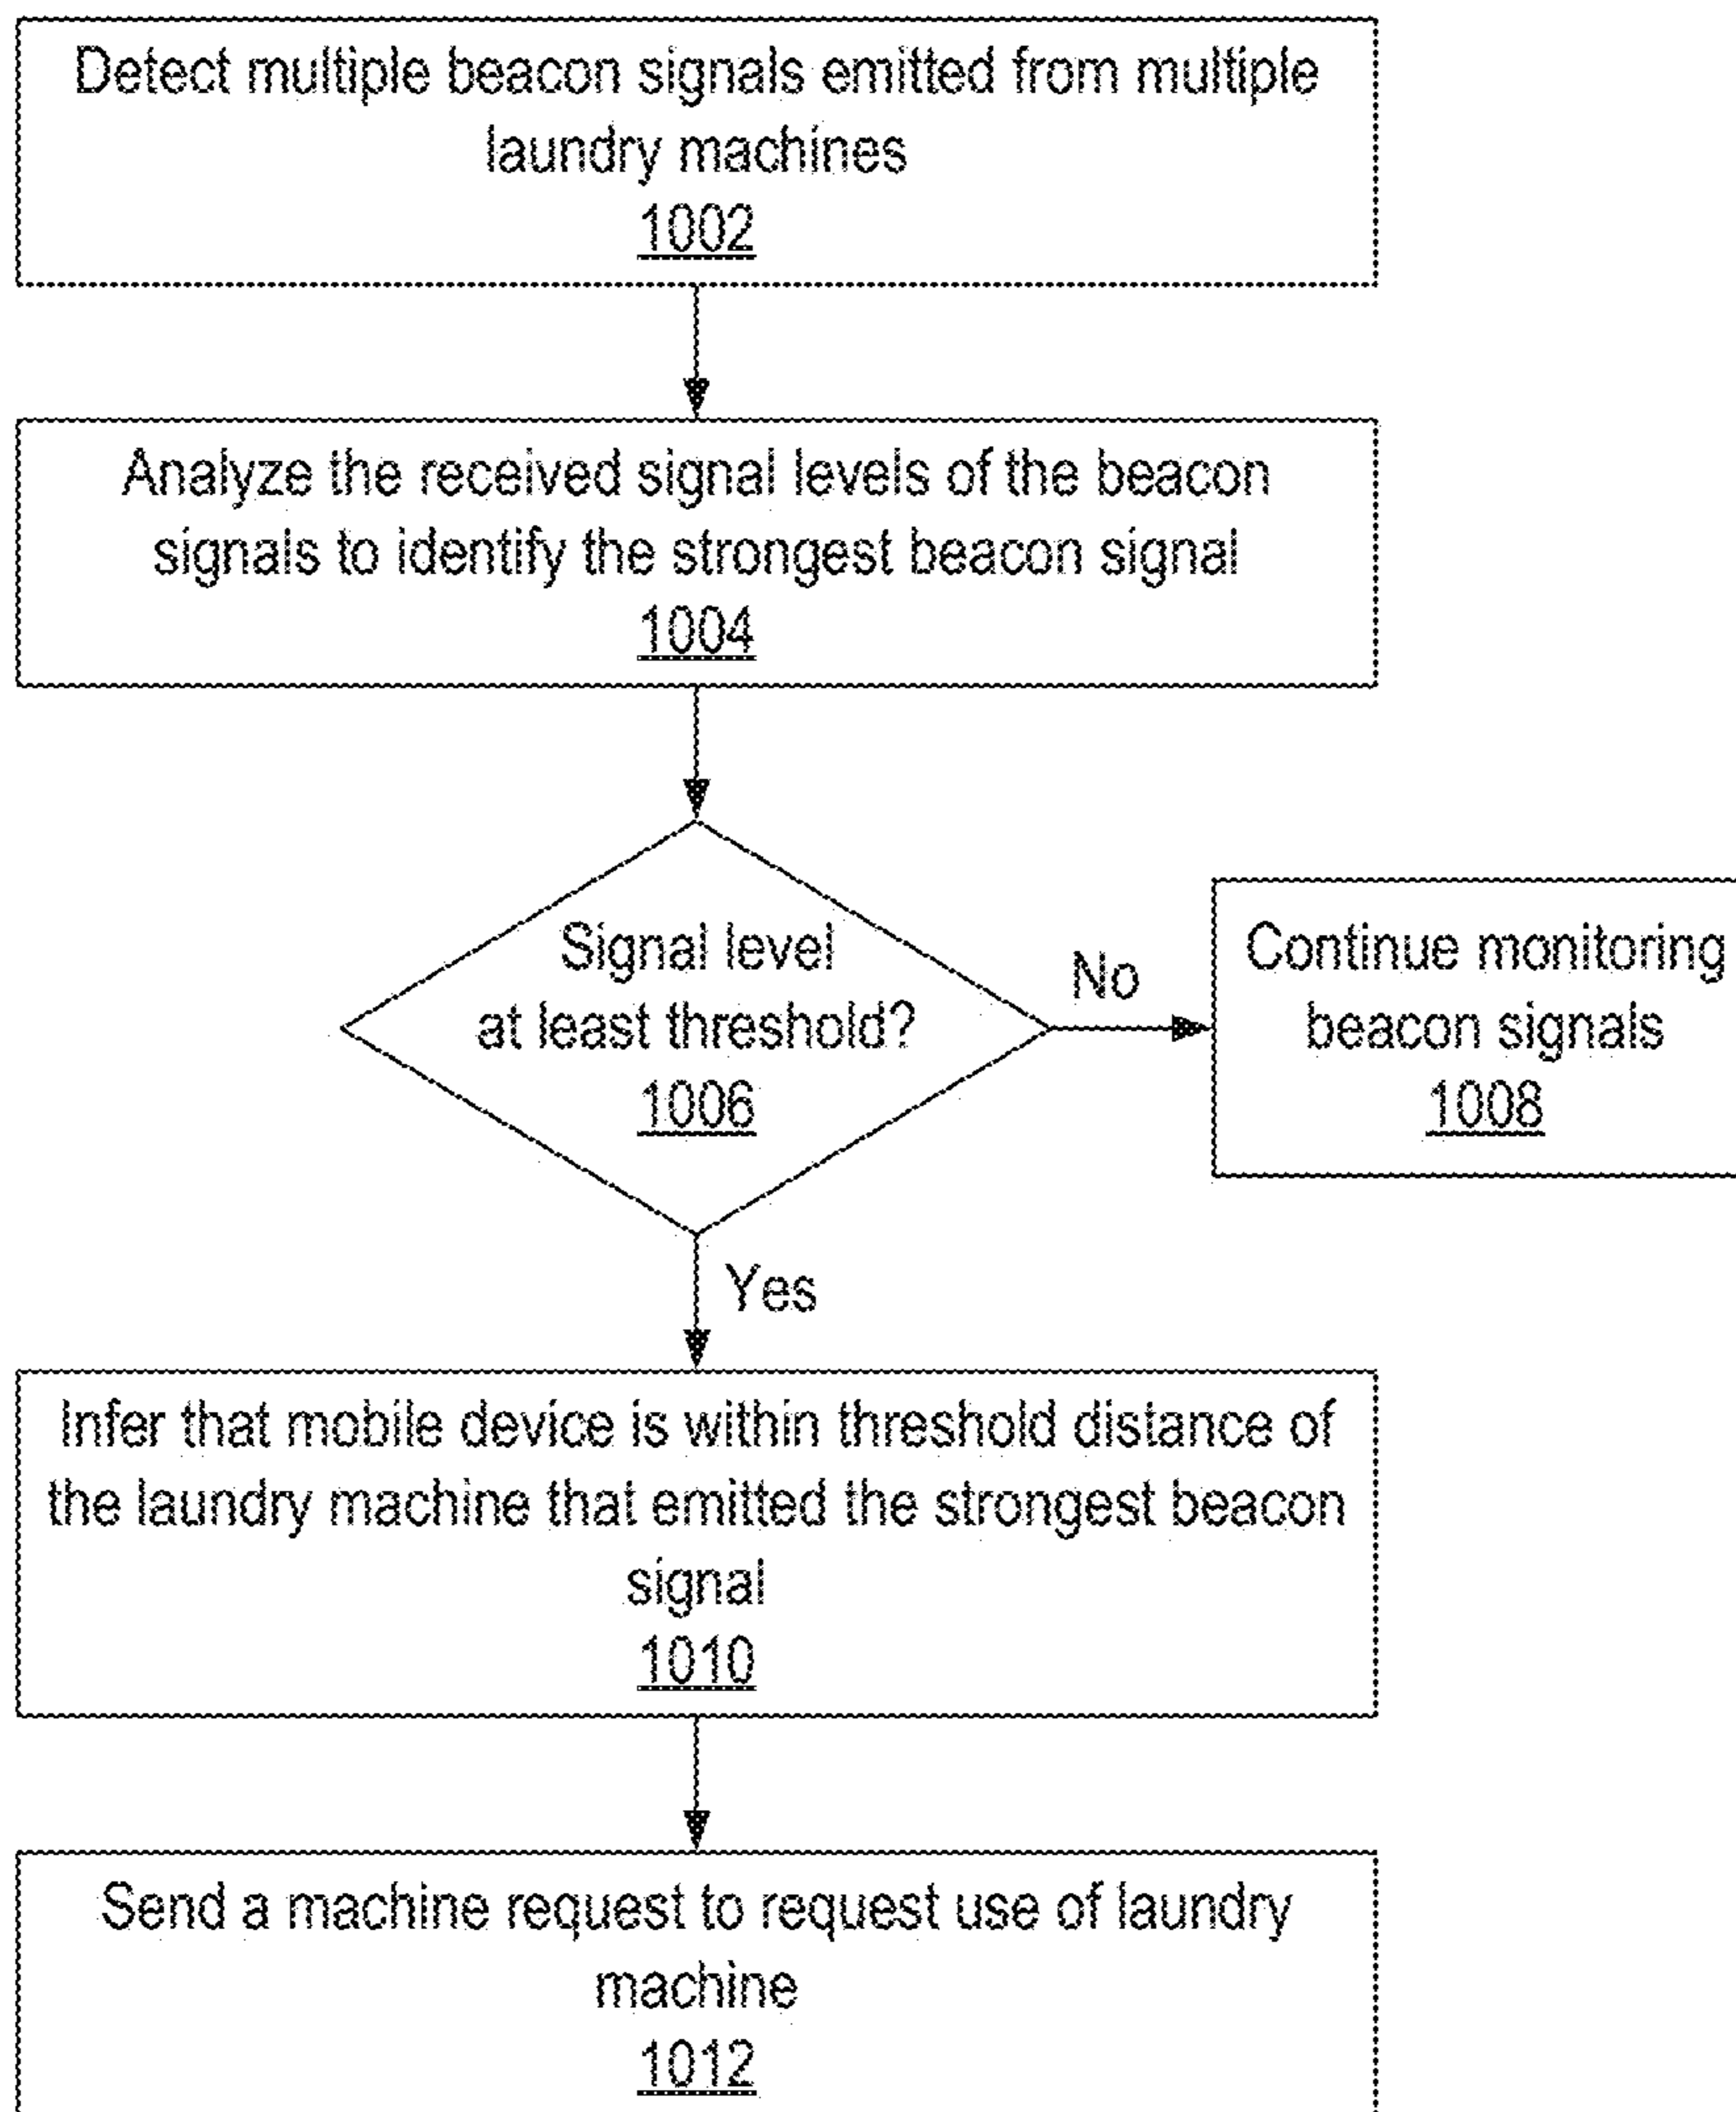 Detect multiple beacon signals emitted from multiple
laundry machines
1002
Analyze the received signal levels of the beacon
signals to identify the strongest beacon signal
1004
Signal level
at least threshold?
1006
No
Continue monitoring
beacon signals
1008
Yes
Infer that mobile device is within threshold distance of
the laundry machine that emitted the strongest beacon
signal
1010
Send a machine request to request use of laundry
machine
1012